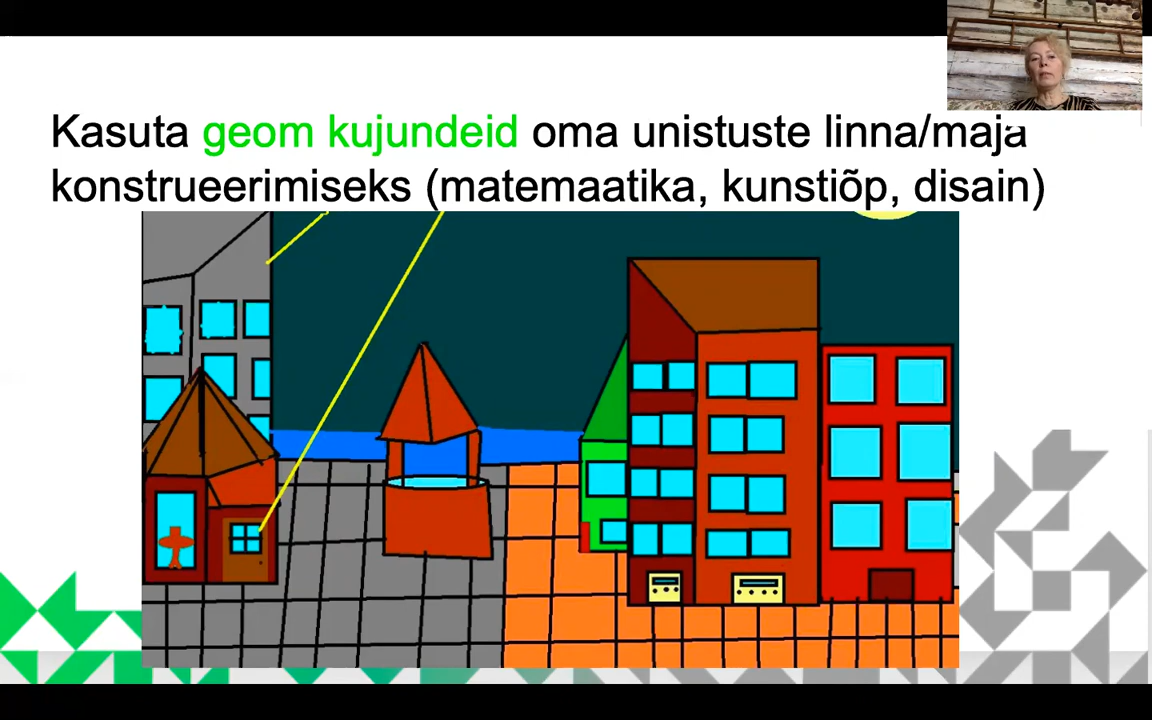 Kasuta geom kujundeid oma unistuste linna/maja
konstrueerimiseks (matemaatika, kunstiõp, disain)